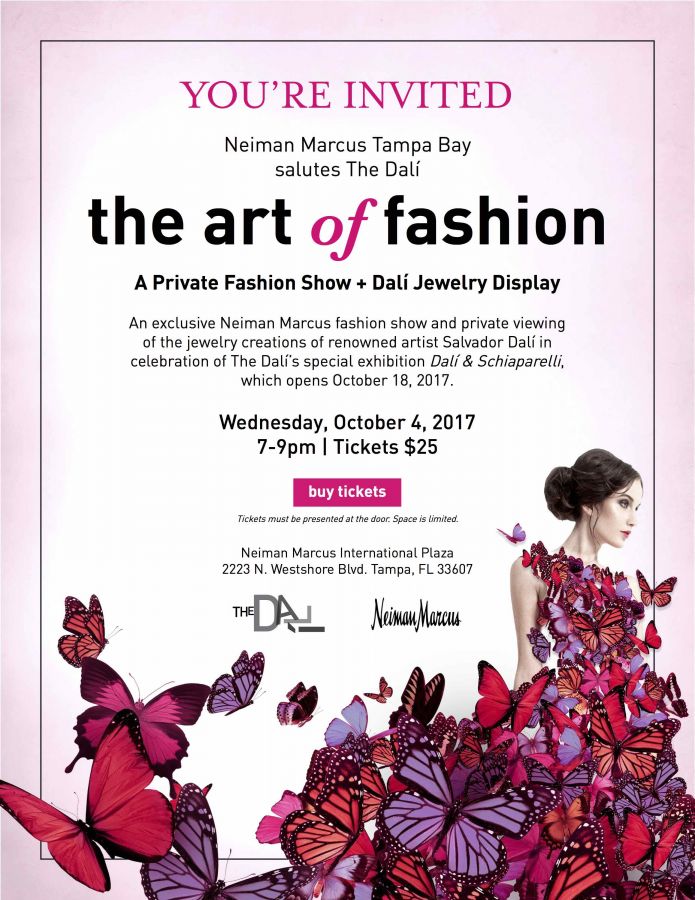 YOU'RE INVITED
Neiman Marcus Tampa Bay
salutes The Dalí
the art of fashion
A Private Fashion Show + Dalí Jewelry Display
An exclusive Neiman Marcus fashion show and private viewing
of the jewelry creations of renowned artist Salvador Dalí in
celebration of The Dalí's special exhibition Dalí & Schiaparelli,
which opens October 18, 2017.
Wednesday, October 4, 2017
7-9pm | Tickets $25
buy tickets
Tickets must be presented at the door. Space is limited.
Neiman Marcus International Plaza
2223 N. Westshore Blvd. Tampa, FL 33607
THE DALÍ Neiman Marcus